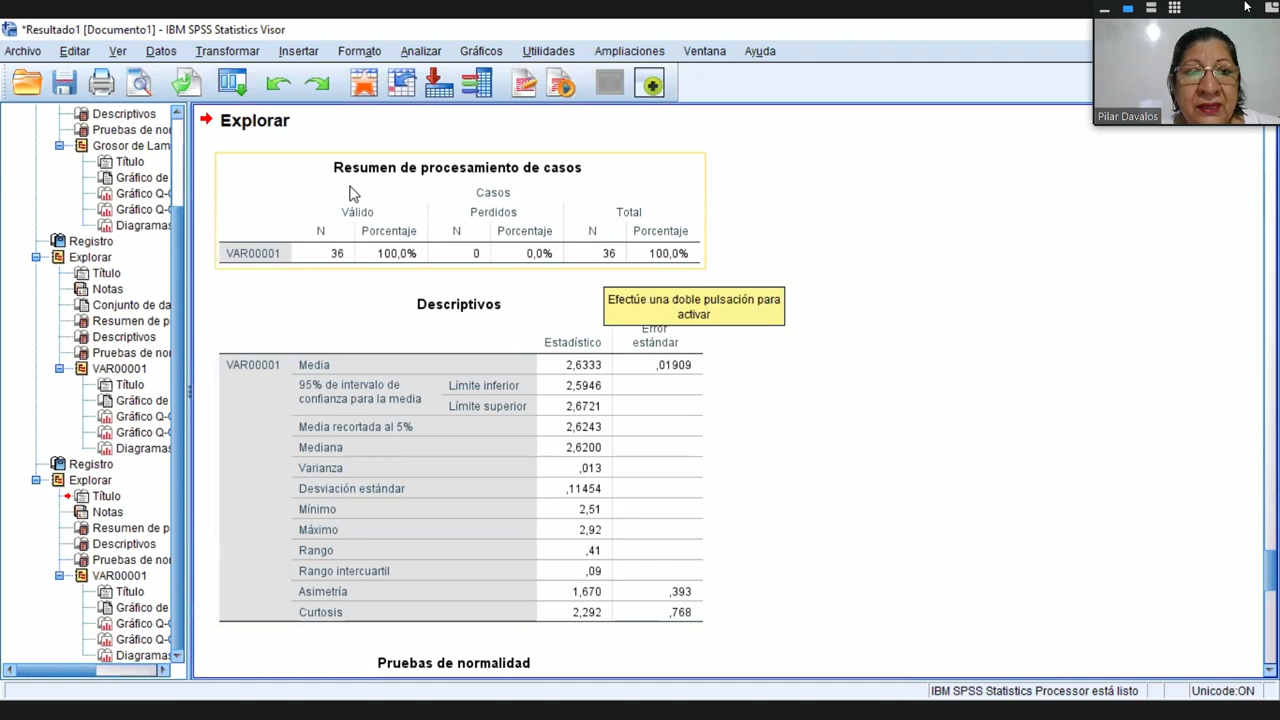 *Resultado1 [Documento1] - IBM SPSS Statistics Visor
Archivo Editar Ver Datos Transformar Insertar Formato Analizar Gráficos Utilidades Ampliaciones Ventana Ayuda
Pilar Davalos
Descriptivos
Pruebas de nor
Grosor de Lam
Título
Gráfico de
Gráfico Q-
Gráfico Q-
Diagramas
Registro
Explorar
Título
Notas
Conjunto de da
Resumen de p
Descriptivos
Pruebas de nor
VAR00001
Título
Gráfico de
Gráfico Q-
Gráfico Q-
Diagramas
Registro
Explorar
Título
Notas
Resumen de p
Descriptivos
Pruebas de nor
VAR00001
Título
Gráfico de
Gráfico Q-
Gráfico Q-
Diagramas
Explorar
Resumen de procesamiento de casos
Casos
Válido Perdidos Total
N Porcentaje N Porcentaje N Porcentaje
VAR00001 36 100,0% 0 0,0% 36 100,0%
Efectúe una doble pulsación para
activar
Descriptivos
Estadístico Error estándar
VAR00001 Media 2,6333 ,01909
95% de intervalo de confianza para la media Límite inferior 2,5946
Límite superior 2,6721
Media recortada al 5% 2,6243
Mediana 2,6200
Varianza ,013
Desviación estándar ,11454
Mínimo 2,51
Máximo 2,92
Rango ,41
Rango intercuartil ,09
Asimetría 1,670 ,393
Curtosis 2,292 ,768
Pruebas de normalidad
IBM SPSS Statistics Processor está listo Unicode:ON